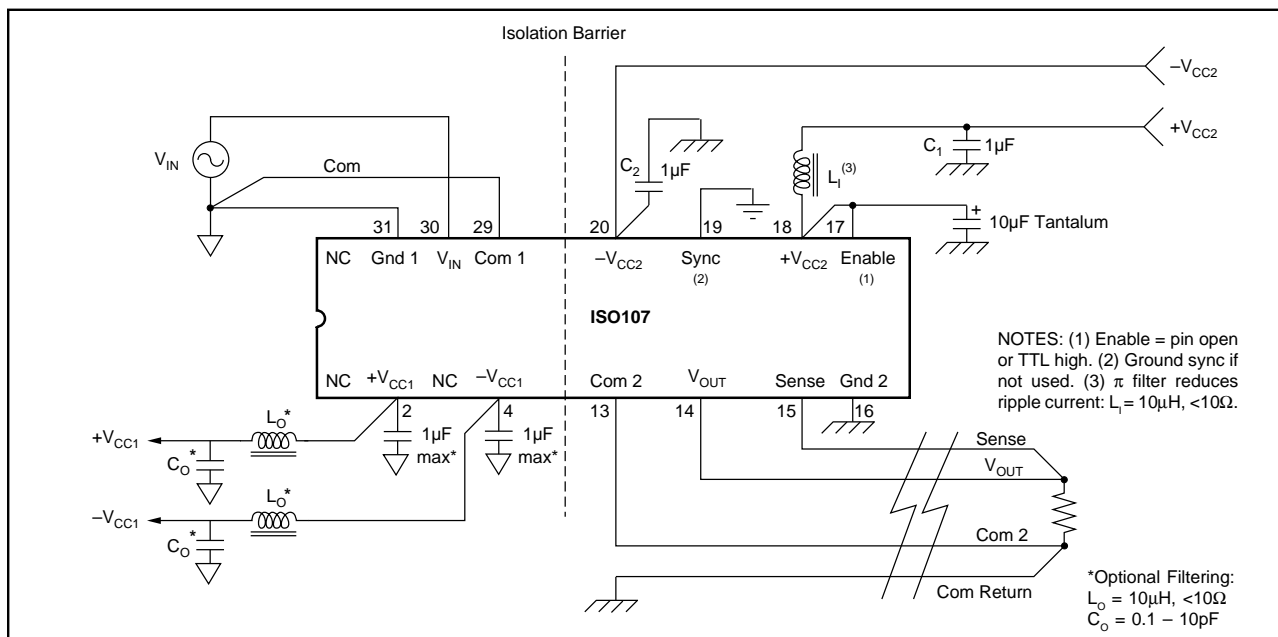 Isolation Barrier
–VCC2
+VCC2
C1
1µF
C2
1µF
LI(3)
VIN
Com
10µF Tantalum
+
31
30
29
20
19
18
17
NC
Gnd 1
VIN
Com 1
–VCC2
Sync
(2)
+VCC2
Enable
(1)
ISO107
NOTES: (1) Enable = pin open
or TTL high. (2) Ground sync if
not used. (3) π filter reduces
ripple current: LI = 10µH, <10Ω.
NC
+VCC1
NC
–VCC1
Com 2
VOUT
Sense
Gnd 2
2
4
13
14
15
16
LO*
+VCC1
CO*
1µF
max*
1µF
max*
LO*
–VCC1
CO*
Sense
VOUT
Com 2
Com Return
*Optional Filtering:
LO = 10µH, <10Ω
CO = 0.1 – 10pF